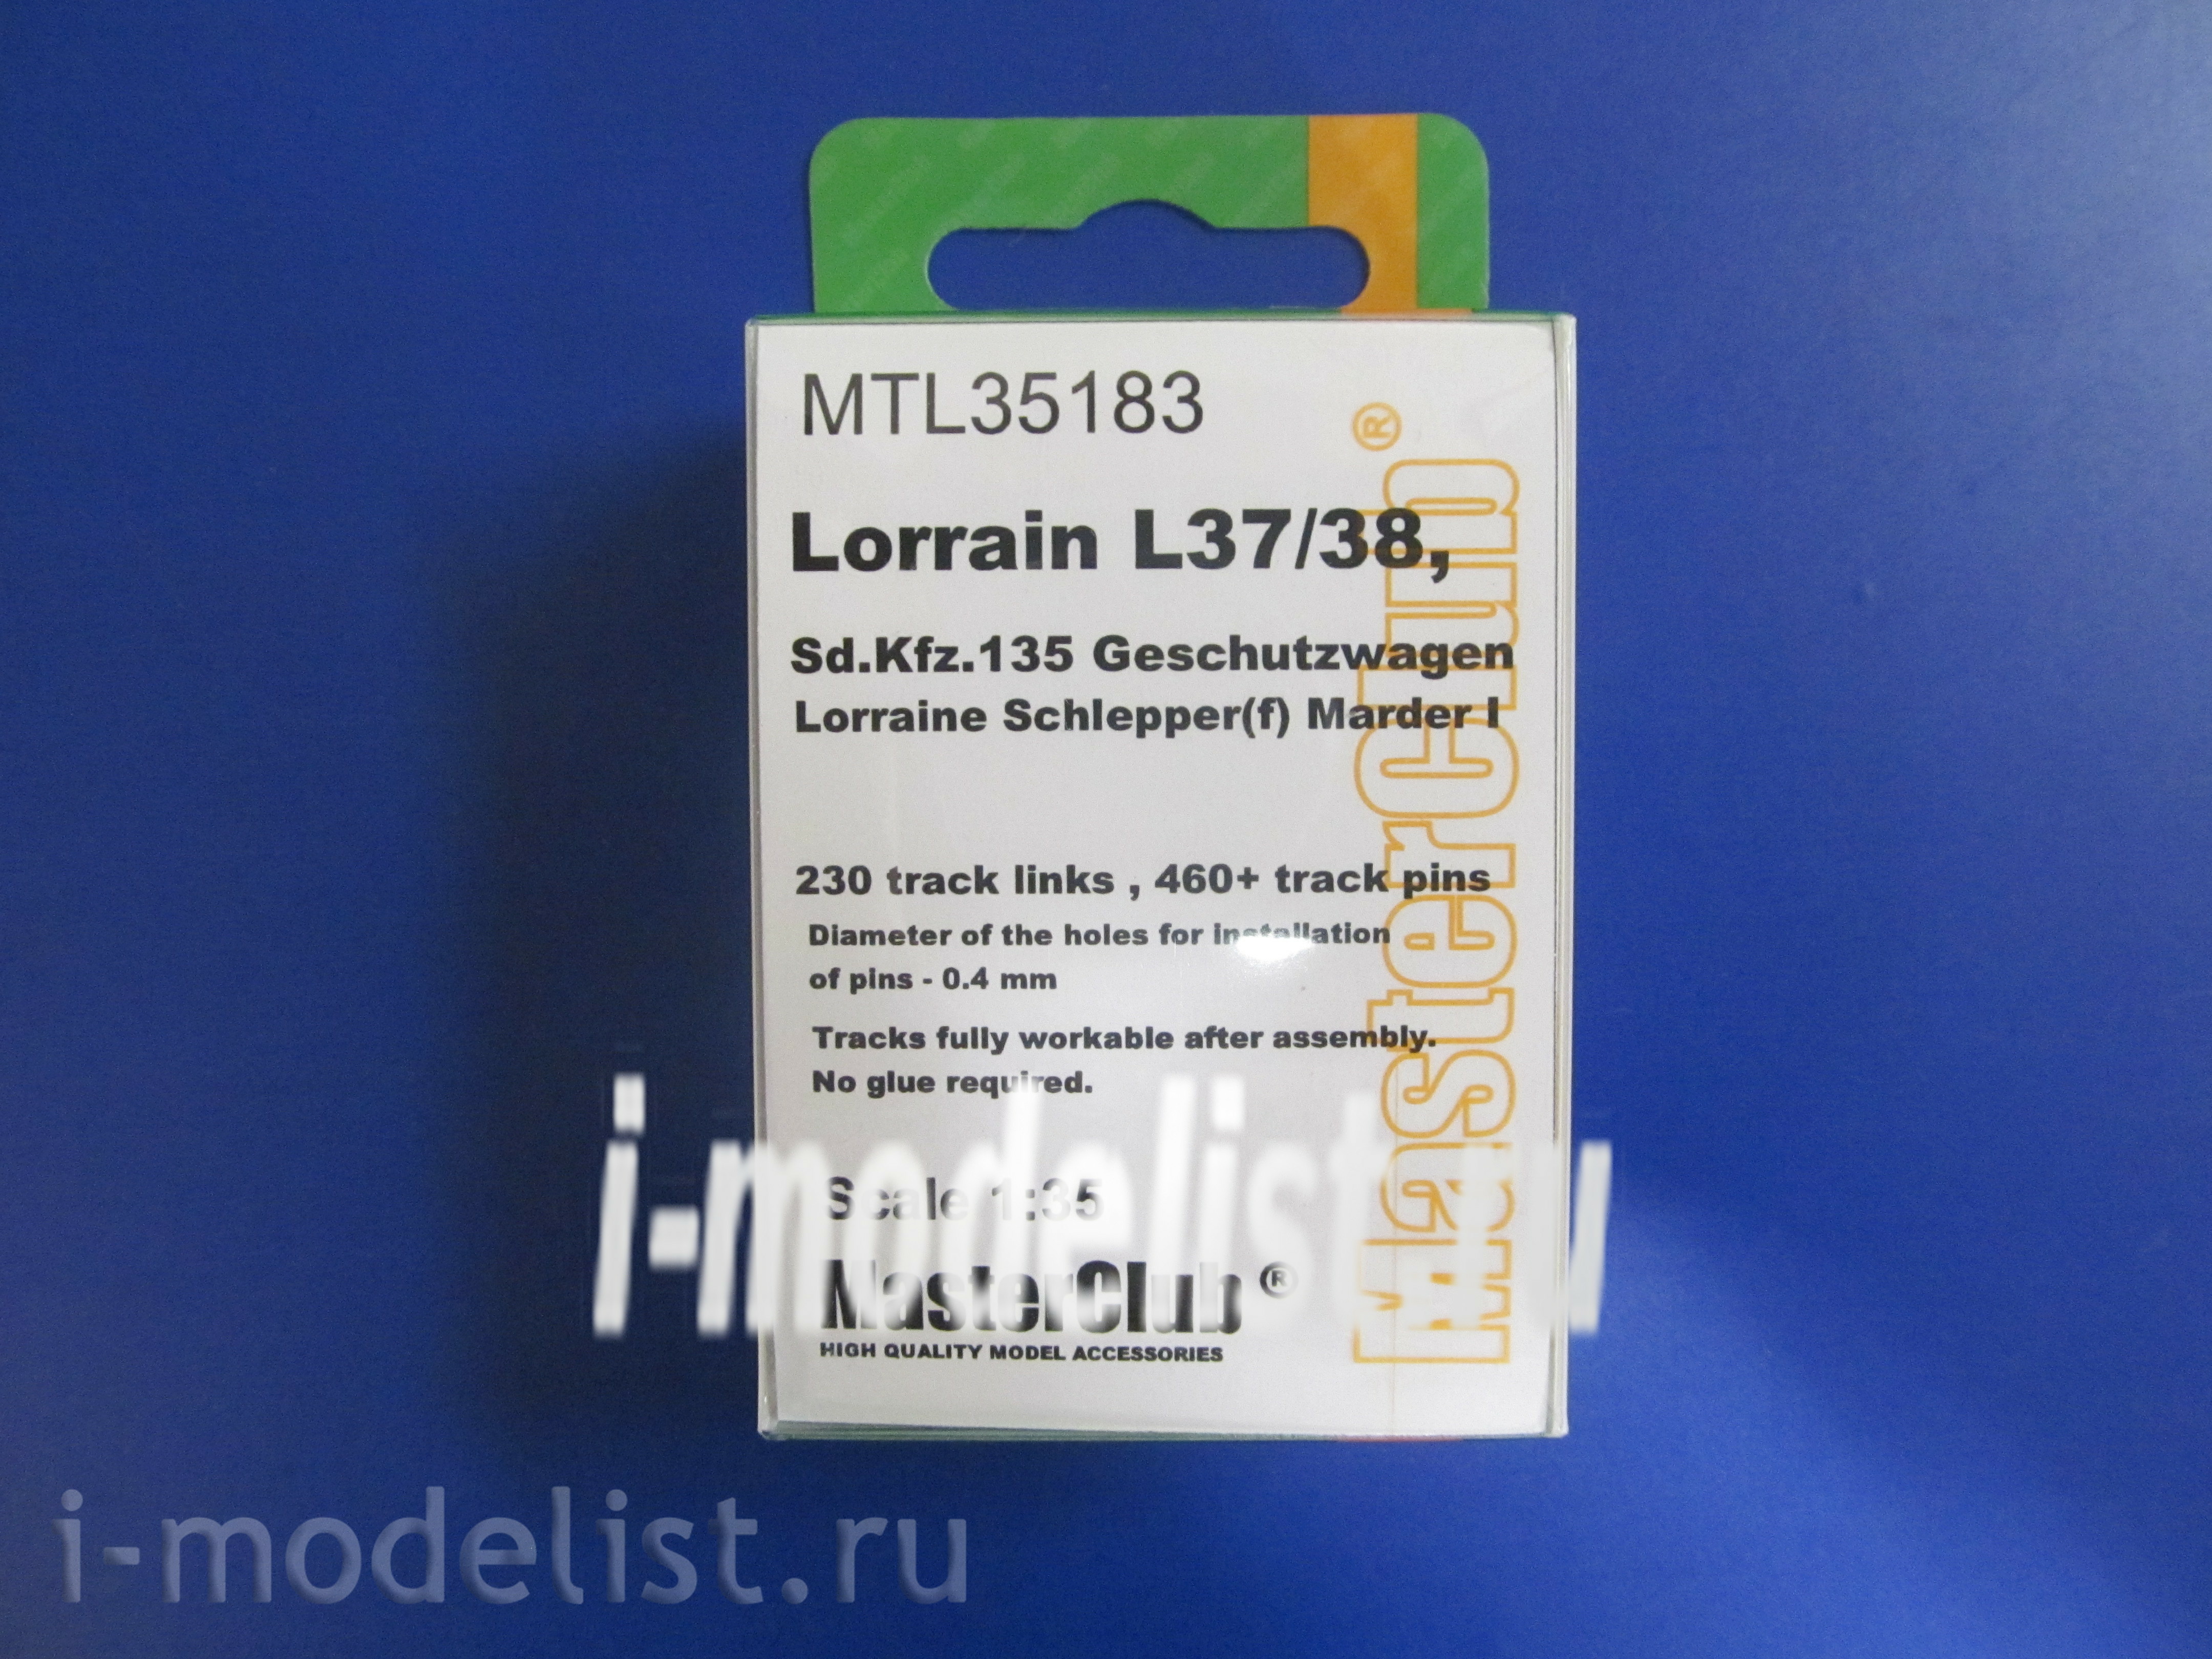 MTL35183
Lorrain L37/38,
Sd.Kfz.135 Geschutzwagen
Lorraine Schlepper(f) Marder I
230 track links , 460+ track pins
Diameter of the holes for installation
of pins - 0.4 mm
Tracks fully workable after assembly.
No glue required.
Scale 1:35
MasterClub ®
HIGH QUALITY MODEL ACCESSORIES
MasterClub ®
i-modelist.ru
i-modelist.ru